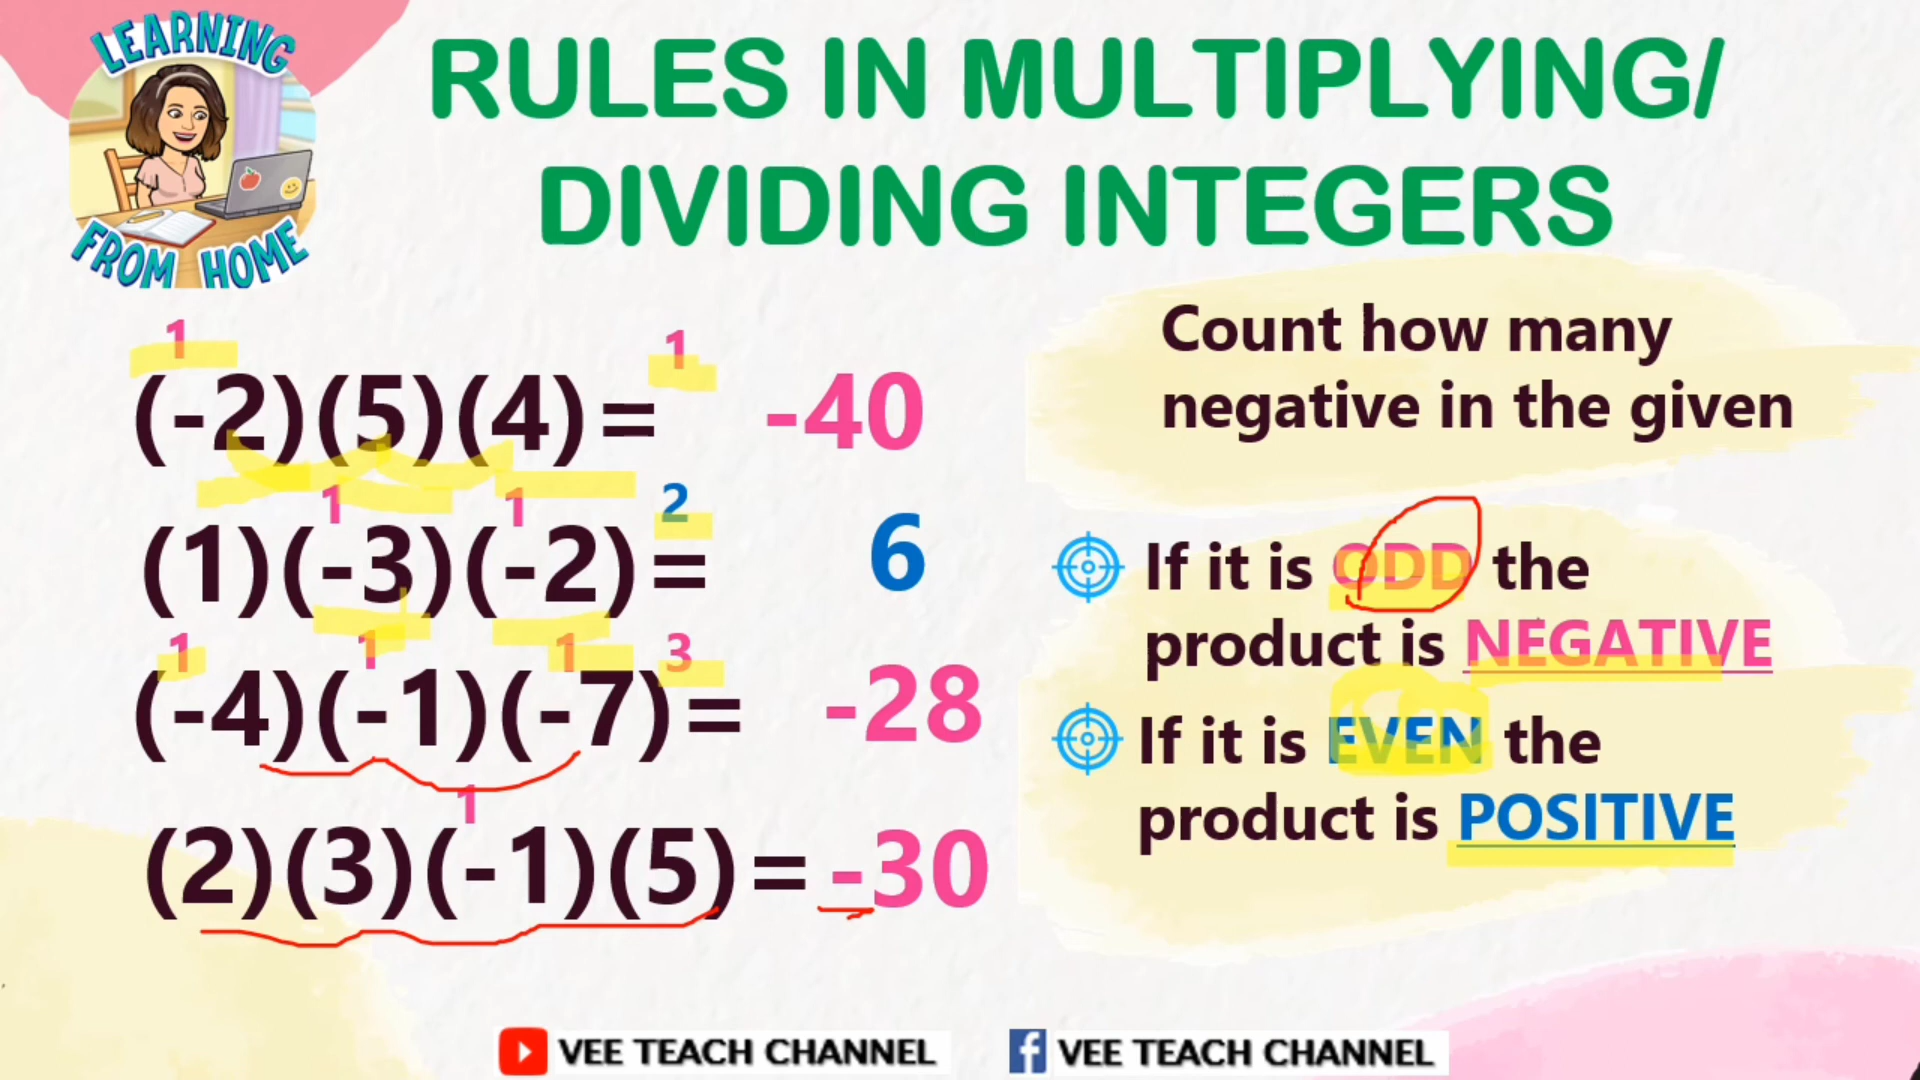 LEARNING
FROM HOME
RULES IN MULTIPLYING/
DIVIDING INTEGERS
1 1
(-2)(5)(4)= -40
1 1 2
(1)(-3)(-2)= 6
1 1 1 3
(-4)(-1)(-7)= -28
1
(2)(3)(-1)(5)= -30
Count how many
negative in the given
If it is ODD the
product is NEGATIVE
If it is EVEN the
product is POSITIVE
VEE TEACH CHANNEL
VEE TEACH CHANNEL